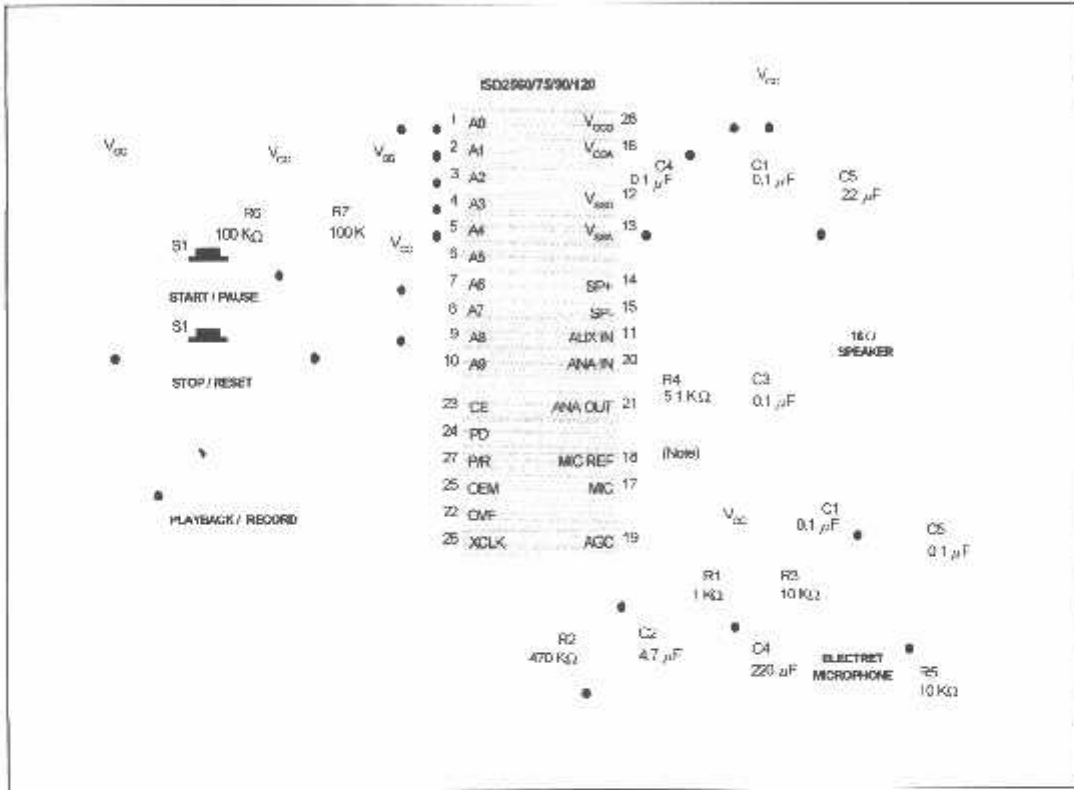 ISD2560/75/90/120
VCC
VCC
VCC
VCC
VCC
1 A0
2 A1
3 A2
4 A3
5 A4
6 A5
7 A6
8 A7
9 A8
10 A9
23 CE
24 PD
27 P/R
25 OEM
22 OVF
26 XCLK
VCCD 28
VCCA 16
VSSD 12
VSSA 13
SP+ 14
SP- 15
AUX IN 11
ANA IN 20
ANA OUT 21
MIC REF 18
MIC 17
AGC 19
(Note)
R6
100 KΩ
R7
100 K
S1
START / PAUSE
S1
STOP / RESET
PLAYBACK / RECORD
C4
0.1 µF
C1
0.1 µF
C5
22 µF
16Ω
SPEAKER
R4
5.1 KΩ
C3
0.1 µF
VCC
C1
0.1 µF
C5
0.1 µF
R1
1 KΩ
R3
10 KΩ
R2
470 KΩ
C2
4.7 µF
C4
220 µF
ELECTRET
MICROPHONE
R5
10 KΩ